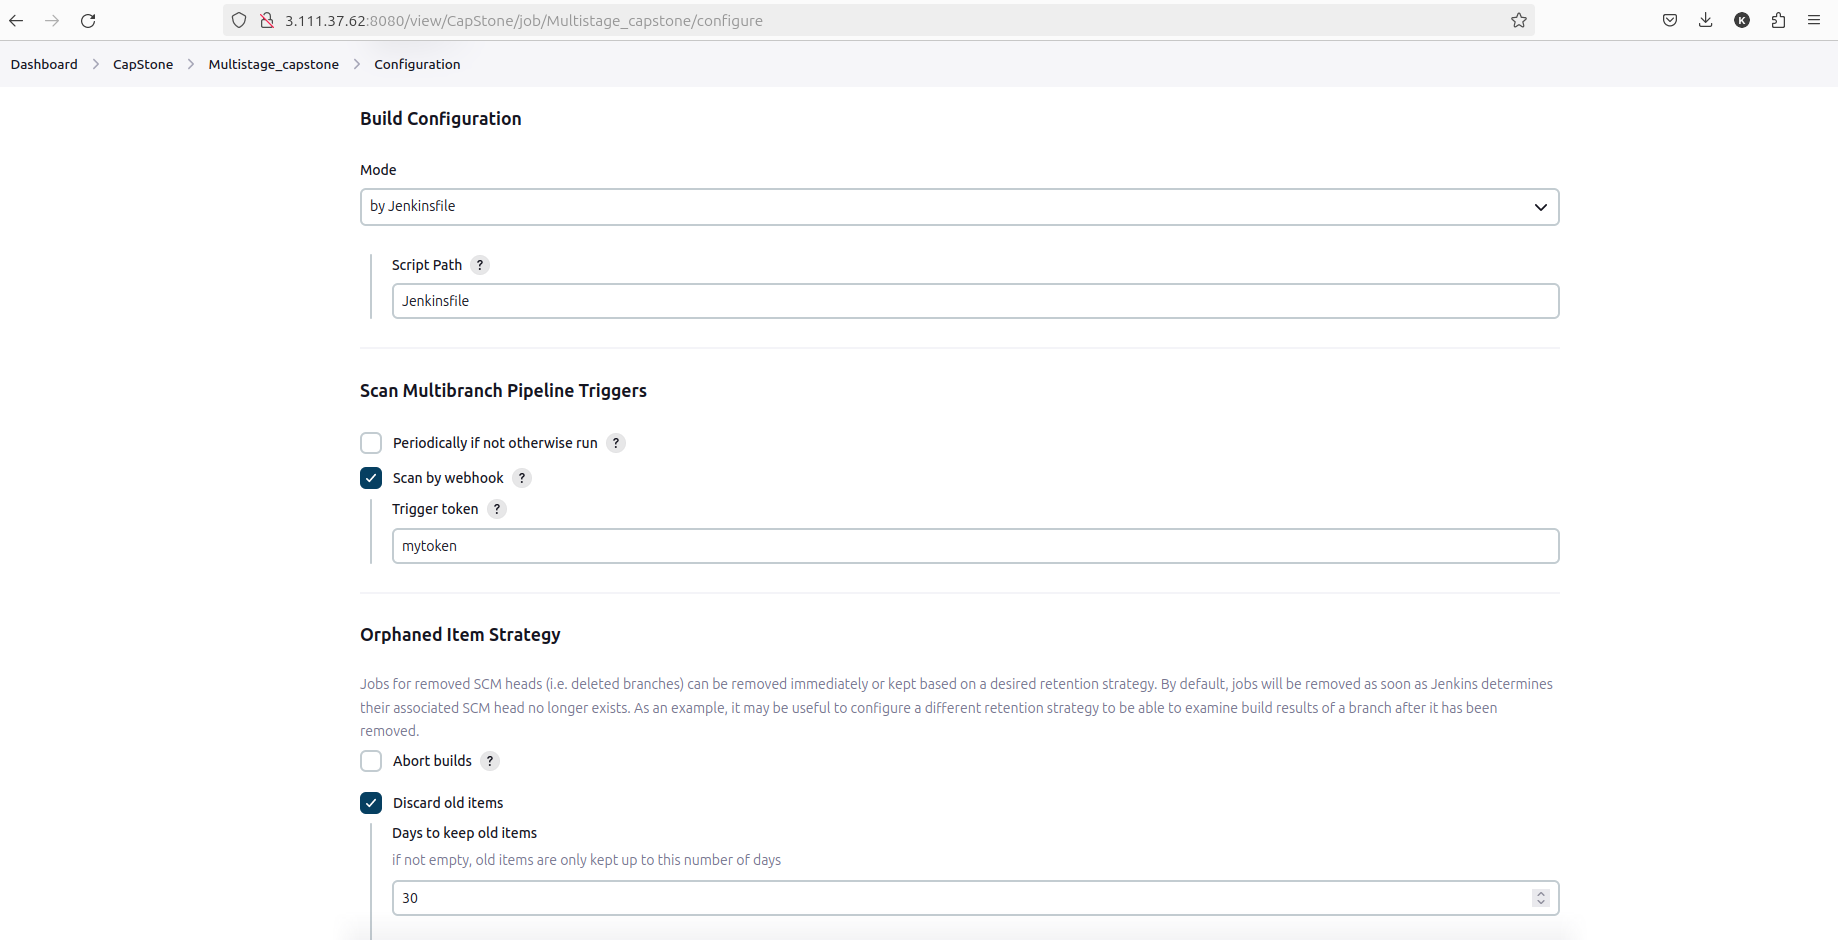 3.111.37.62:8080/view/CapStone/job/Multistage_capstone/configure
K
Dashboard > CapStone > Multistage_capstone > Configuration
Build Configuration
Mode
by Jenkinsfile
Script Path ?
Jenkinsfile
Scan Multibranch Pipeline Triggers
Periodically if not otherwise run ?
Scan by webhook ?
Trigger token ?
mytoken
Orphaned Item Strategy
Jobs for removed SCM heads (i.e. deleted branches) can be removed immediately or kept based on a desired retention strategy. By default, jobs will be removed as soon as Jenkins determines
their associated SCM head no longer exists. As an example, it may be useful to configure a different retention strategy to be able to examine build results of a branch after it has been
removed.
Abort builds ?
Discard old items
Days to keep old items
if not empty, old items are only kept up to this number of days
30